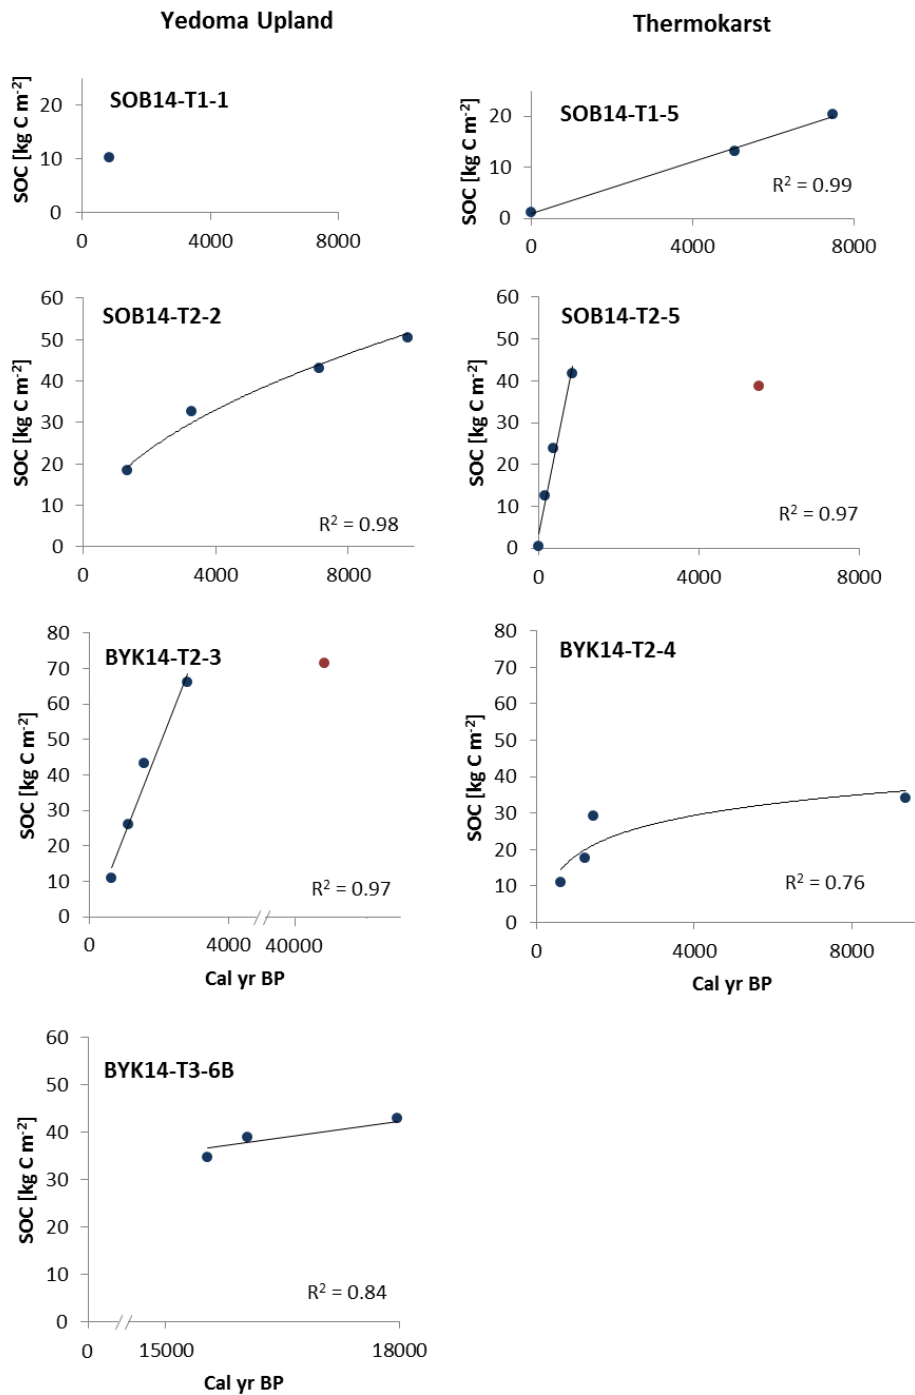 Yedoma Upland
Thermokarst
SOB14-T1-1
SOC [kg C m⁻²]
20
10
0
0 4000 8000
SOB14-T1-5
SOC [kg C m⁻²]
20
10
0
R² = 0.99
0 4000 8000
SOB14-T2-2
SOC [kg C m⁻²]
60
50
40
30
20
10
0
R² = 0.98
0 4000 8000
SOB14-T2-5
SOC [kg C m⁻²]
60
50
40
30
20
10
0
R² = 0.97
0 4000 8000
BYK14-T2-3
SOC [kg C m⁻²]
80
70
60
50
40
30
20
10
0
R² = 0.97
0 4000 40000
Cal yr BP
BYK14-T2-4
SOC [kg C m⁻²]
80
70
60
50
40
30
20
10
0
R² = 0.76
0 4000 8000
Cal yr BP
BYK14-T3-6B
SOC [kg C m⁻²]
60
50
40
30
20
10
0
R² = 0.84
0 15000 18000
Cal yr BP